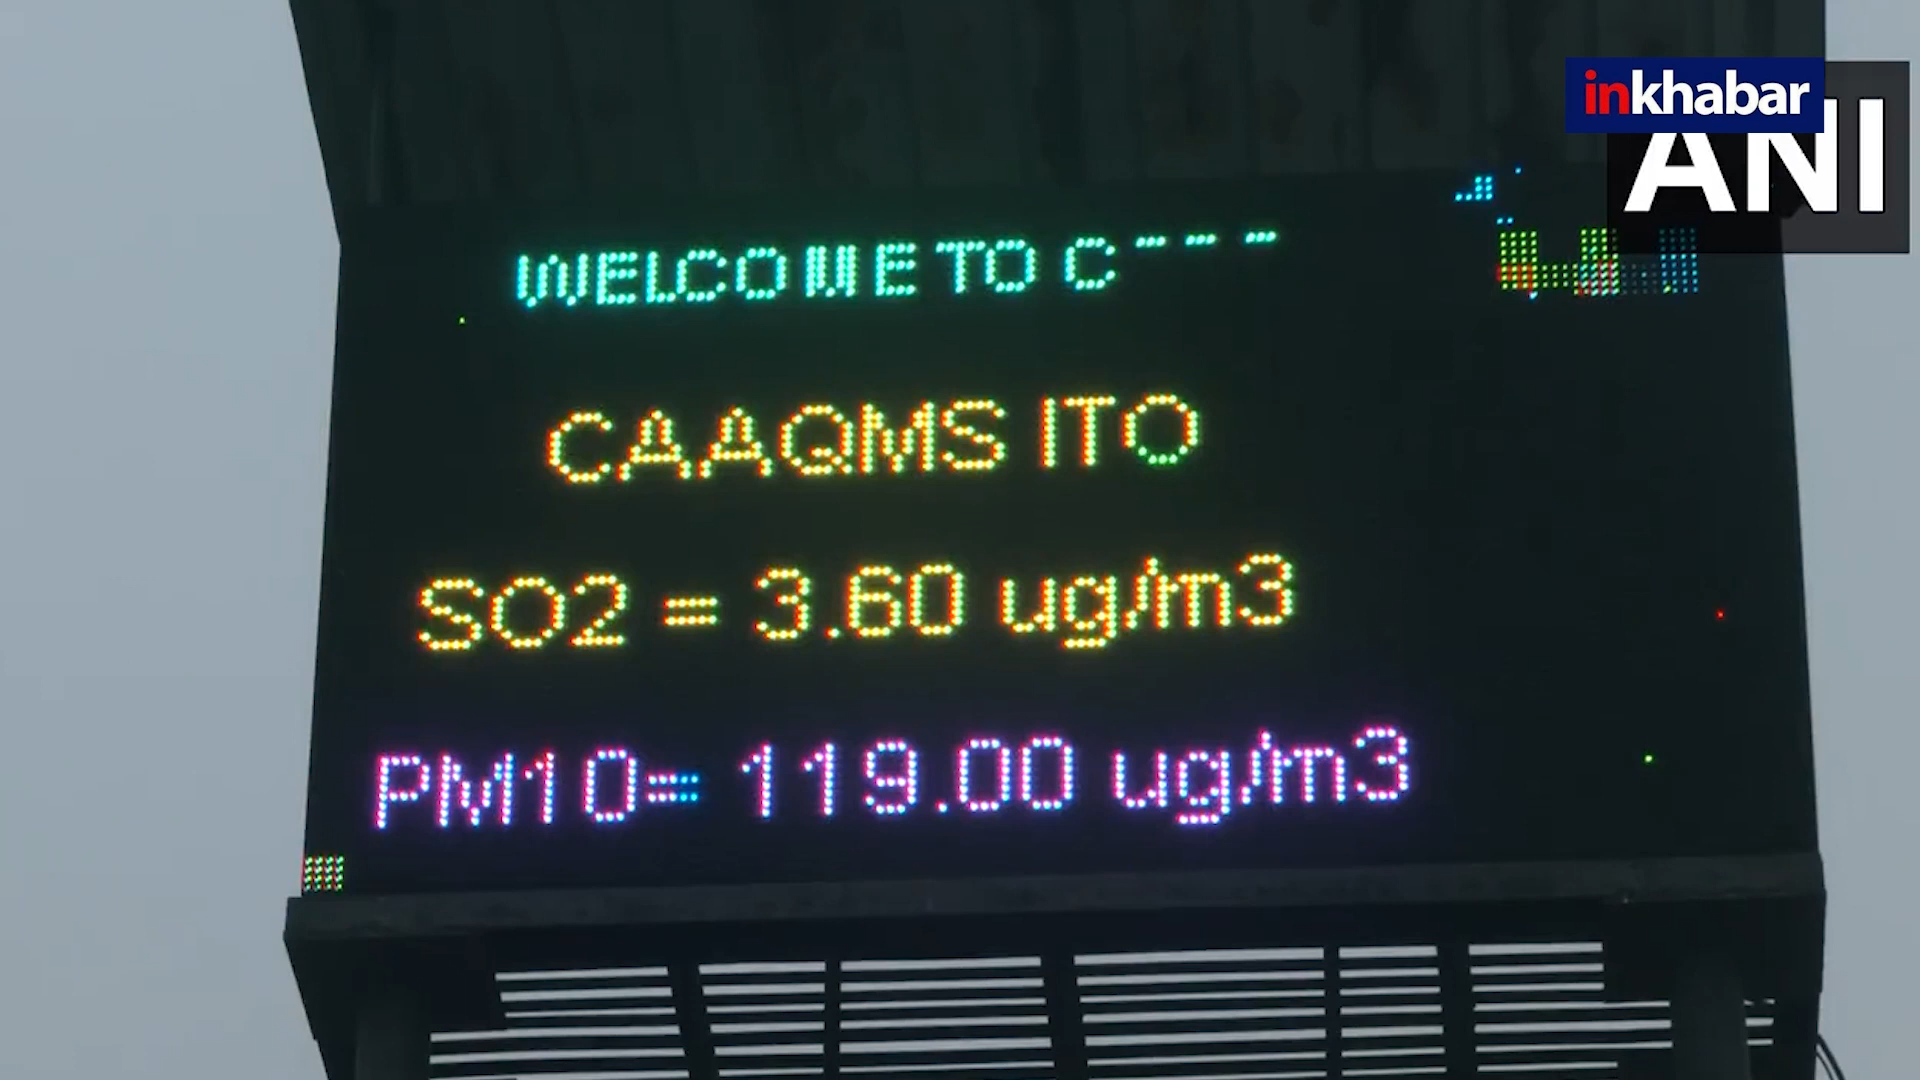 inkhabar
ANI
WELCOME TO C
CAAQMS ITO
SO2 = 3.60 ug/m3
PM10= 119.00 ug/m3